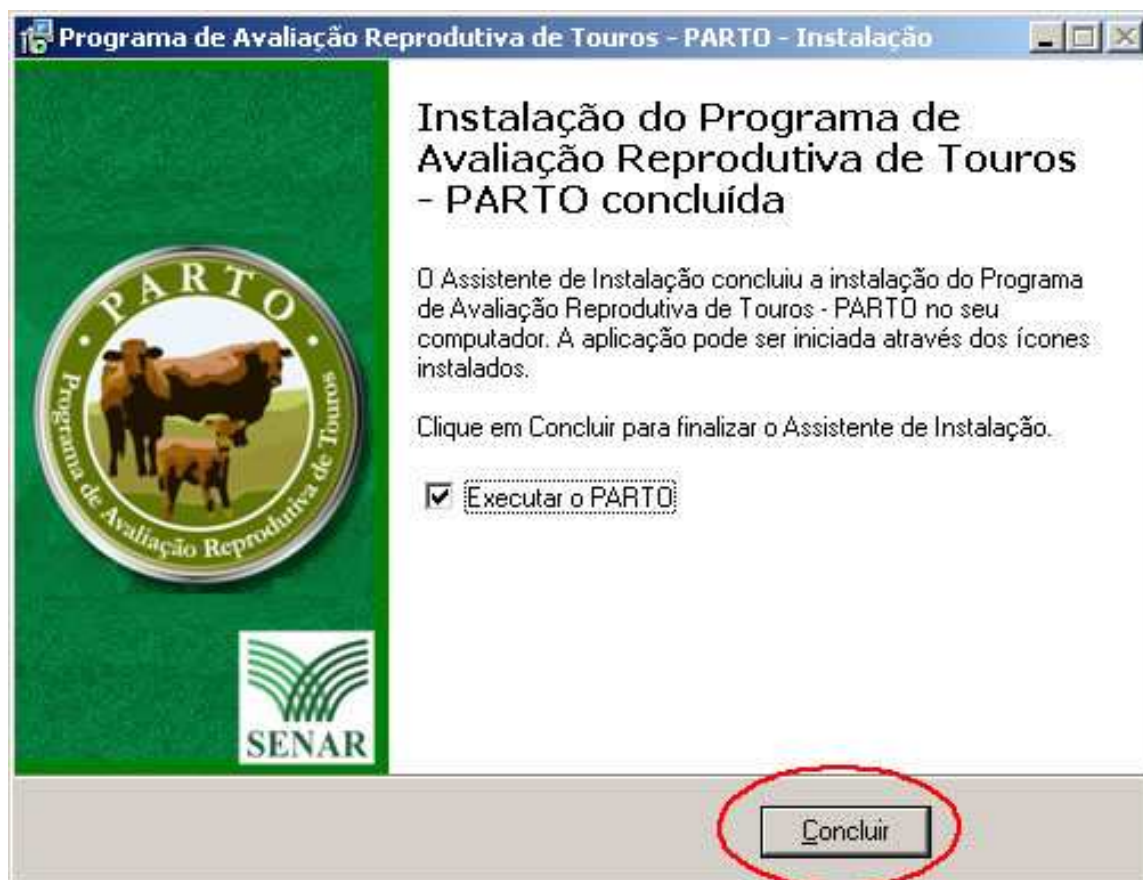 Programa de Avaliação Reprodutiva de Touros - PARTO - Instalação
Instalação do Programa de
Avaliação Reprodutiva de Touros
- PARTO concluída
O Assistente de Instalação concluiu a instalação do Programa
de Avaliação Reprodutiva de Touros - PARTO no seu
computador. A aplicação pode ser iniciada através dos ícones
instalados.
Clique em Concluir para finalizar o Assistente de Instalação.
Executar o PARTO
PARTO
Programa de Avaliação Reprodutiva de Touros
SENAR
Concluir